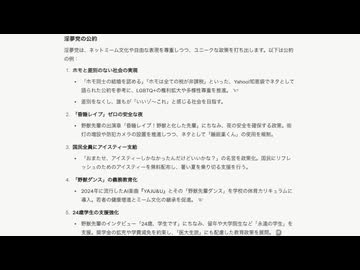 淫夢党の公約
淫夢党は、ネットミーム文化や自由な表現を尊重しつつ、ユニークな政策を打ち出します。以下は公約
の例：
1. ホモと差別のない社会の実現
• 「ホモ同士の結婚を認める」「ホモは全ての税が非課税」といった、Yahoo!知恵袋でネタとして
語られた公約を参考に、LGBTQ+の権利拡大や多様性尊重を推進。
• 差別をなくし、誰もが「いいゾ～これ」と感じる社会を目指す。
2. 「昏睡レイプ」ゼロの安全な夜
• 野獣先輩の出演章「昏睡レイプ！野獣と化した先輩」にちなみ、夜の安全を確保する政策。街
灯の増設や防犯カメラの設置を推進しつつ、ネタとして「睡眠薬くん」の使用を規制。
3. 国民全員にアイスティー支給
• 「おまたせ、アイスティーしかなかったんだけどいいかな？」の名言を政策化。国民にリフレッ
シュのためのアイスティーを無料配布し、暑い夏を乗り切る支援を行う。
4. 「野獣ダンス」の義務教育化
• 2024年に流行したAI楽曲『YAJU&U』とその「野獣先輩ダンス」を学校の体育カリキュラムに
導入。若者の健康増進とミーム文化の継承を促進。
5. 24歳学生の支援強化
• 野獣先輩のインタビュー「24歳、学生です」にちなみ、留年や大学院生など「永遠の学生」を
支援。奨学金の拡充や学費減免を約束し、「医大生説」にも配慮した教育政策を展開。